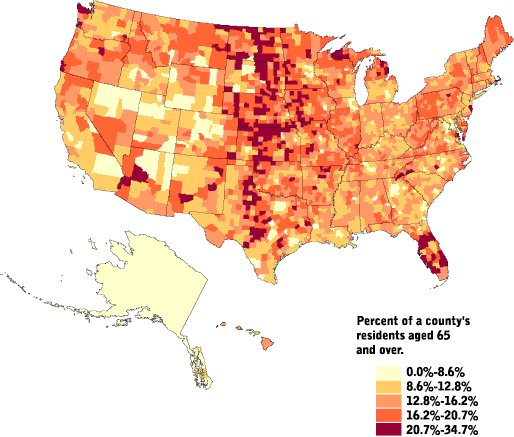 Percent of a county's
residents aged 65
and over.
0.0%-8.6%
8.6%-12.8%
12.8%-16.2%
16.2%-20.7%
20.7%-34.7%